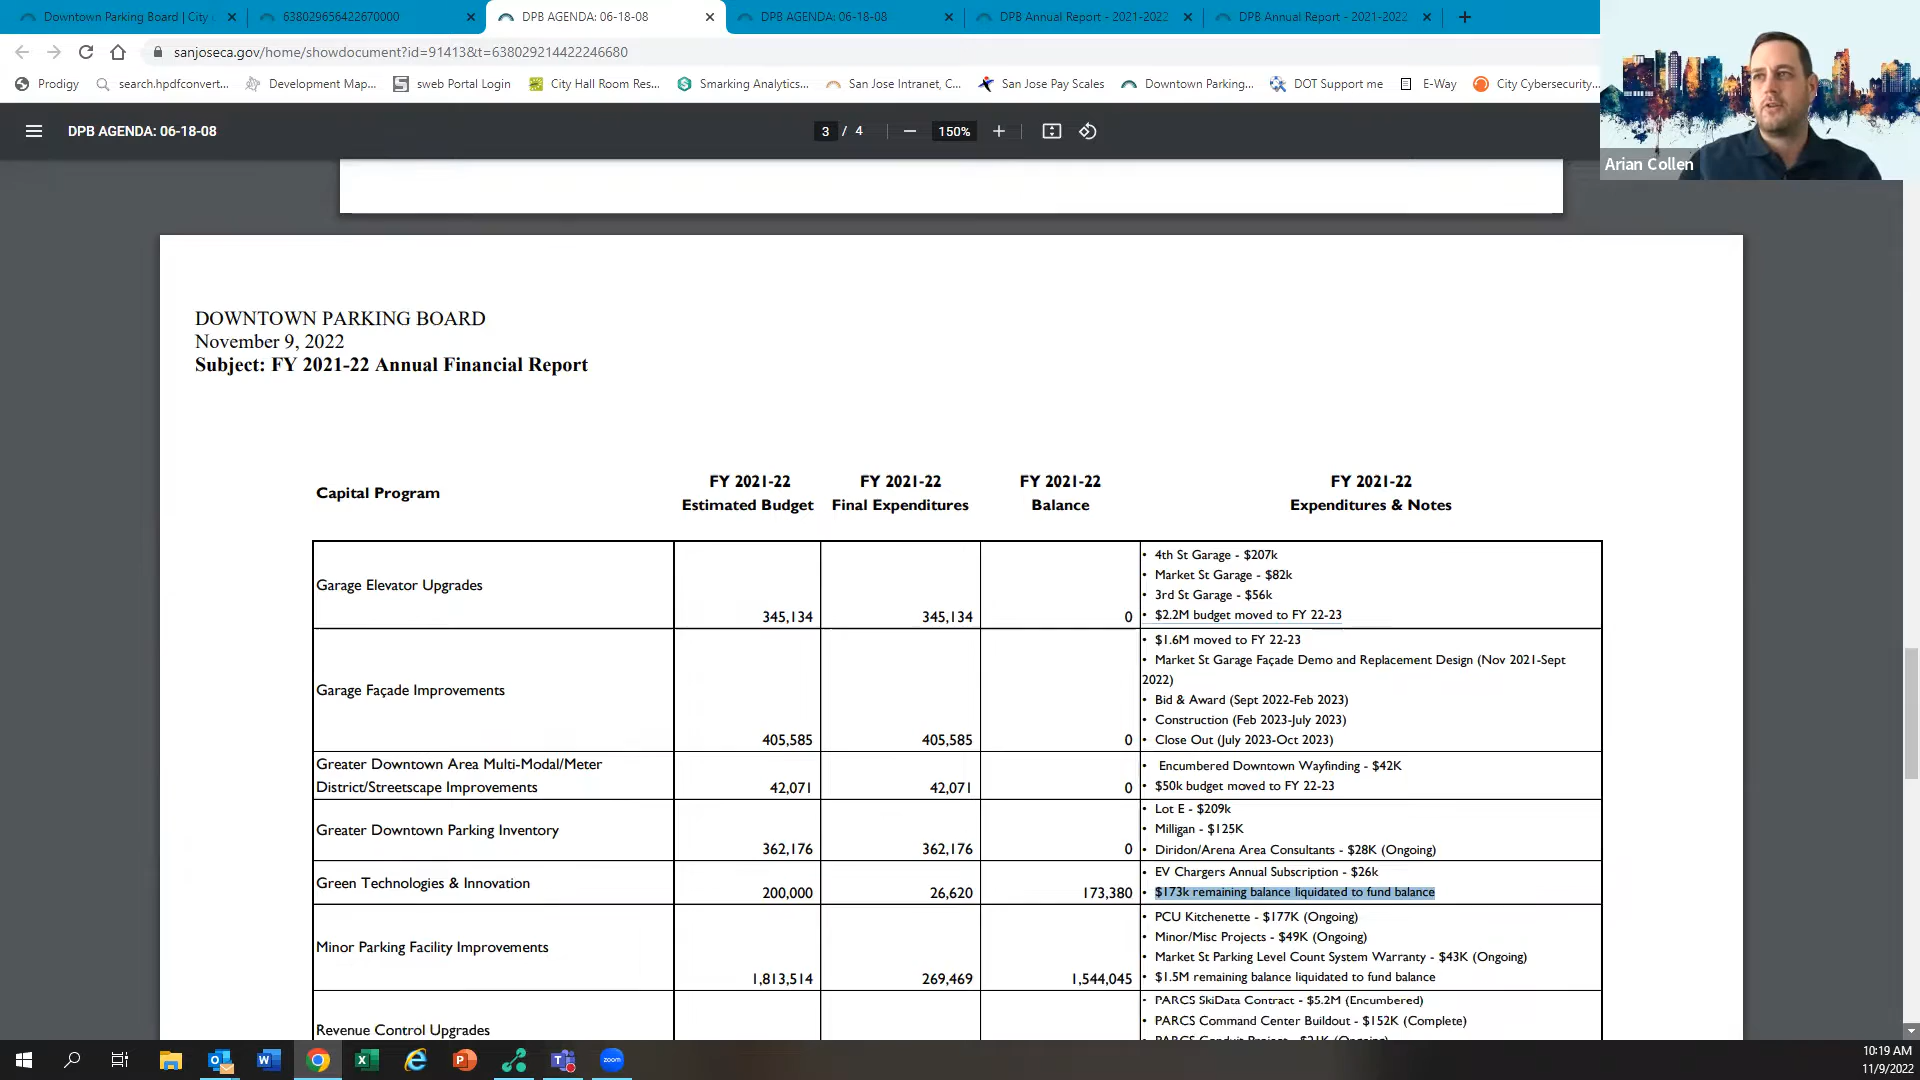 Downtown Parking Board | City
638029656422670000
DPB AGENDA: 06-18-08
DPB AGENDA: 06-18-08
DPB Annual Report - 2021-2022
DPB Annual Report - 2021-2022
sanjoseca.gov/home/showdocument?id=91413&t=638029214422246680
Prodigy
search.hpdfconvert...
Development Map...
sweb Portal Login
City Hall Room Res...
Smarking Analytics...
San Jose Intranet, C...
San Jose Pay Scales
Downtown Parking...
DOT Support me
E-Way
City Cybersecurity...
Arian Collen
DPB AGENDA: 06-18-08
3 / 4
150%
DOWNTOWN PARKING BOARD
November 9, 2022
Subject: FY 2021-22 Annual Financial Report
Capital Program
FY 2021-22
Estimated Budget
FY 2021-22
Final Expenditures
FY 2021-22
Balance
FY 2021-22
Expenditures & Notes
Garage Elevator Upgrades
345,134
345,134
0
• 4th St Garage - $207k
• Market St Garage - $82k
• 3rd St Garage - $56k
• $2.2M budget moved to FY 22-23
Garage Façade Improvements
405,585
405,585
0
• $1.6M moved to FY 22-23
• Market St Garage Façade Demo and Replacement Design (Nov 2021-Sept
2022)
• Bid & Award (Sept 2022-Feb 2023)
• Construction (Feb 2023-July 2023)
• Close Out (July 2023-Oct 2023)
Greater Downtown Area Multi-Modal/Meter
District/Streetscape Improvements
42,071
42,071
0
• Encumbered Downtown Wayfinding - $42K
• $50k budget moved to FY 22-23
Greater Downtown Parking Inventory
362,176
362,176
0
• Lot E - $209k
• Milligan - $125K
• Diridon/Arena Area Consultants - $28K (Ongoing)
Green Technologies & Innovation
200,000
26,620
173,380
• EV Chargers Annual Subscription - $26k
• $173k remaining balance liquidated to fund balance
Minor Parking Facility Improvements
1,813,514
269,469
1,544,045
• PCU Kitchenette - $177K (Ongoing)
• Minor/Misc Projects - $49K (Ongoing)
• Market St Parking Level Count System Warranty - $43K (Ongoing)
• $1.5M remaining balance liquidated to fund balance
Revenue Control Upgrades
• PARCS SkiData Contract - $5.2M (Encumbered)
• PARCS Command Center Buildout - $152K (Complete)
zoom
10:19 AM
11/9/2022